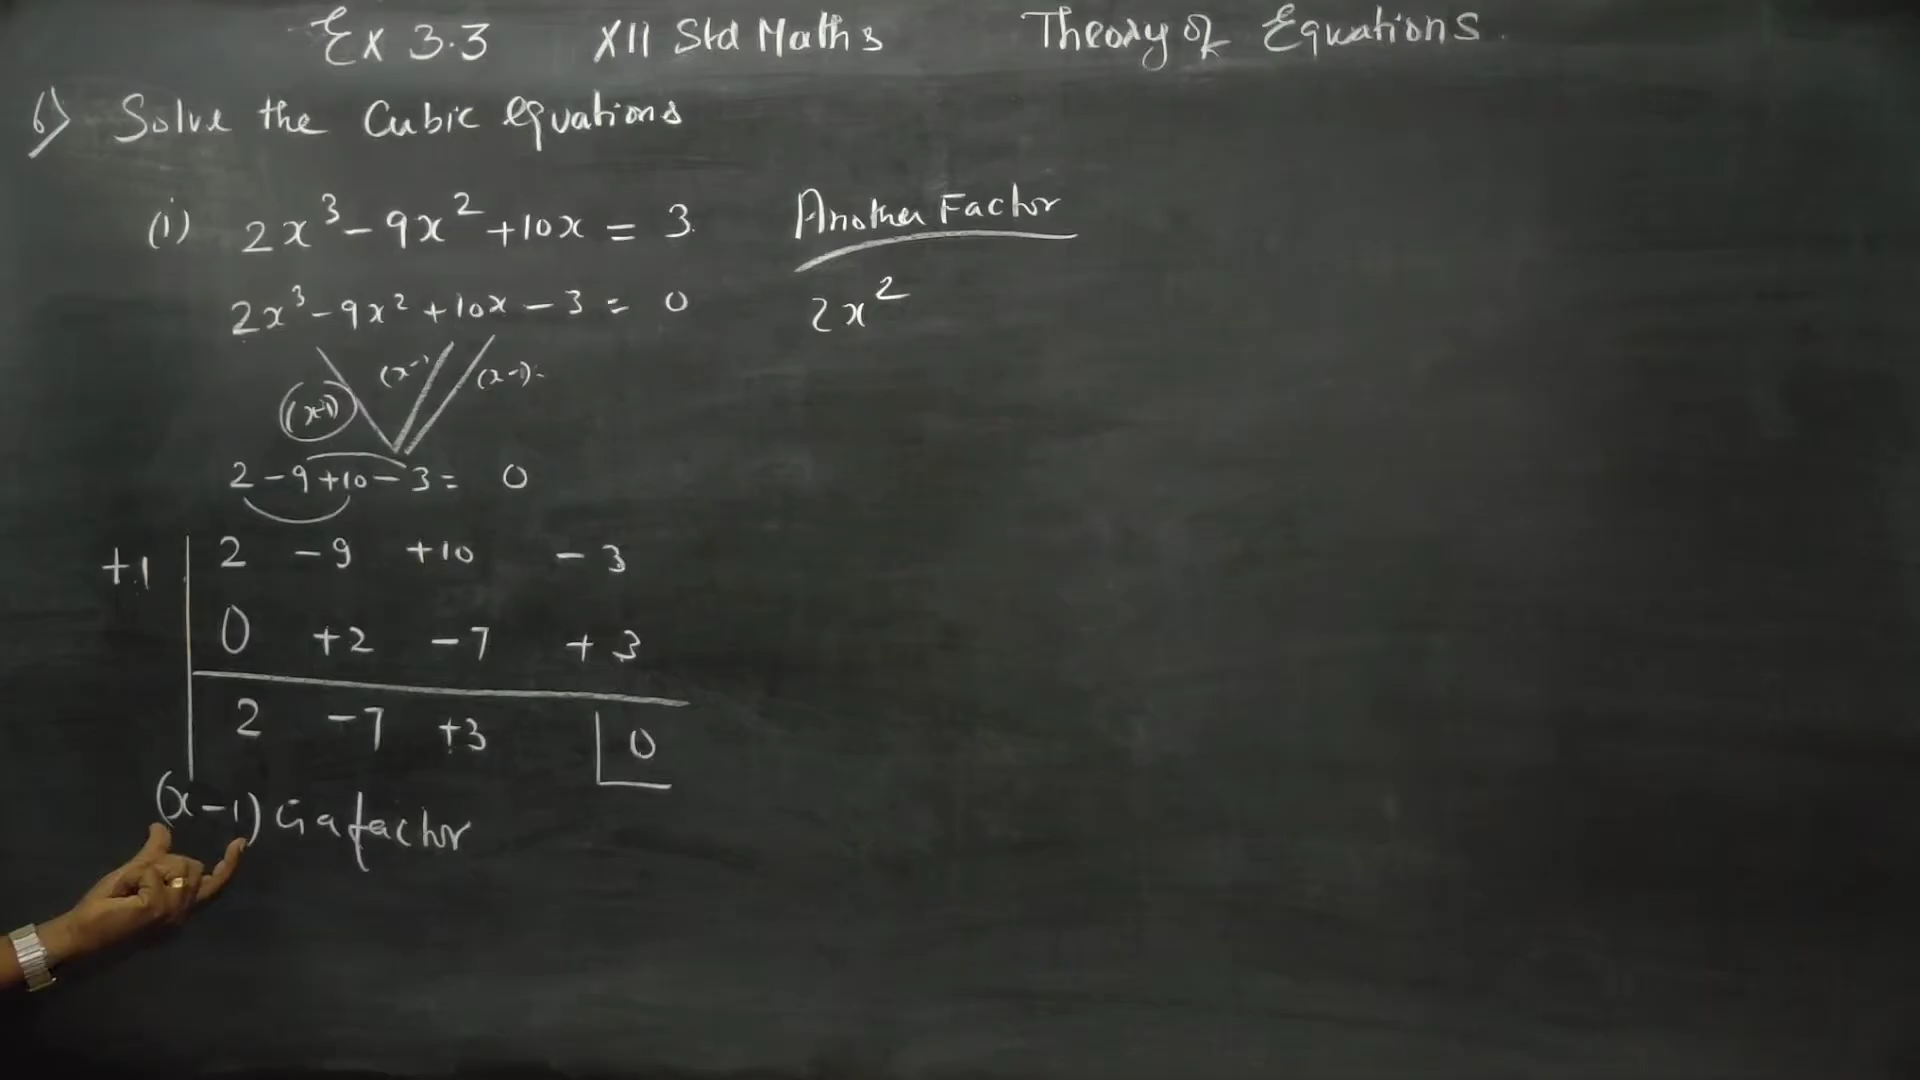 Ex 3.3 XII Std Maths Theory of Equations.
6) Solve the Cubic equations
(i) 2x³ - 9x² + 10x = 3
2x³ - 9x² + 10x - 3 = 0
(x-1) (x-1)
2 - 9 + 10 - 3 = 0
+1 | 2 -9 +10 -3
0 +2 -7 +3
2 -7 +3 |0
(x-1) is a factor
Another Factor
2x²